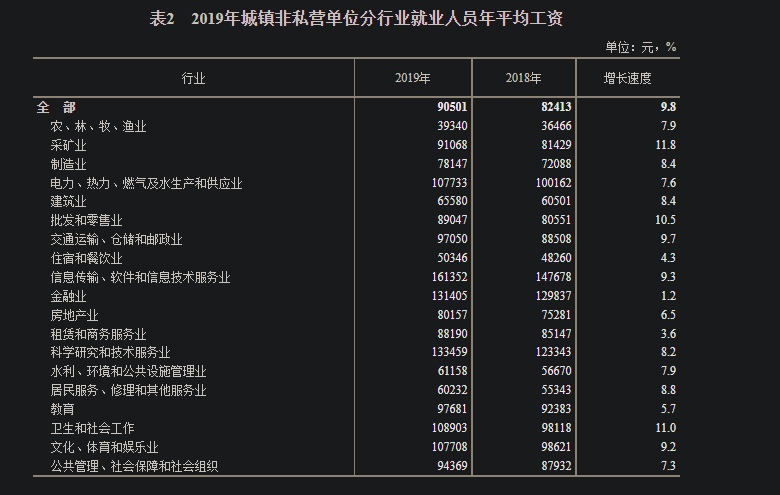 表2 2019年城镇非私营单位分行业就业人员年平均工资
单位：元，%
行业 2019年 2018年 增长速度
全 部 90501 82413 9.8
农、林、牧、渔业 39340 36466 7.9
采矿业 91068 81429 11.8
制造业 78147 72088 8.4
电力、热力、燃气及水生产和供应业 107733 100162 7.6
建筑业 65580 60501 8.4
批发和零售业 89047 80551 10.5
交通运输、仓储和邮政业 97050 88508 9.7
住宿和餐饮业 50346 48260 4.3
信息传输、软件和信息技术服务业 161352 147678 9.3
金融业 131405 129837 1.2
房地产业 80157 75281 6.5
租赁和商务服务业 88190 85147 3.6
科学研究和技术服务业 133459 123343 8.2
水利、环境和公共设施管理业 61158 56670 7.9
居民服务、修理和其他服务业 60232 55343 8.8
教育 97681 92383 5.7
卫生和社会工作 108903 98118 11.0
文化、体育和娱乐业 107708 98621 9.2
公共管理、社会保障和社会组织 94369 87932 7.3